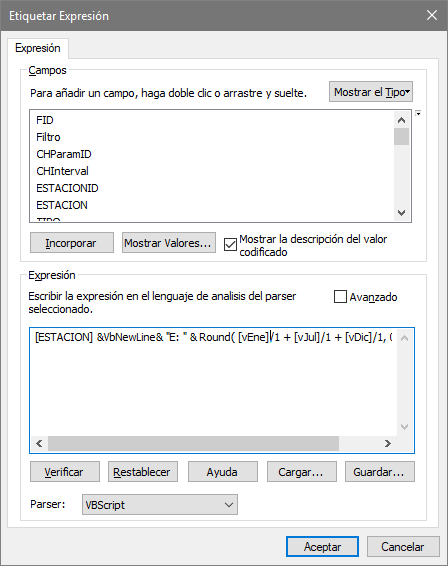 Etiquetar Expresión
Expresión
Campos
Para añadir un campo, haga doble clic o arrastre y suelte.
Mostrar el Tipo
FID
Filtro
CHParamID
CHInterval
ESTACIONID
ESTACION
TIPO
Incorporar
Mostrar Valores...
Mostrar la descripción del valor
codificado
Expresión
Escribir la expresión en el lenguaje de analisis del parser
seleccionado.
Avanzado
[ESTACION] &VbNewLine& "E: " & Round( [vEne]/1 + [vJul]/1 + [vDic]/1, 0
Verificar
Restablecer
Ayuda
Cargar...
Guardar...
Parser:
VBScript
Aceptar
Cancelar